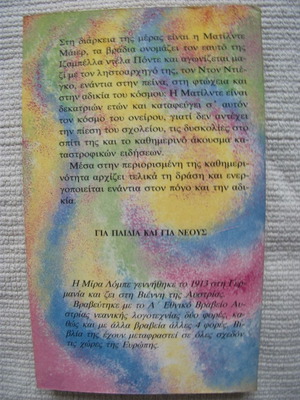 Στη διάρκεια της μέρας είναι η Ματίλντε
Μάιερ, τα βράδια ονομάζει τον εαυτό της
Ιζαμπέλλα ντέλα Πόντε και αγωνίζεται μα-
ζί με τον ληστοαρχηγό της, τον Ντον Ντιέ-
γκο, ενάντια στην πείνα, στη φτώχεια και
στην αδικία του κόσμου. Η Ματίλντε είναι
δεκατριών ετών και καταφεύγει σ' αυτόν
τον κόσμο του ονείρου, γιατί δεν αντέχει
την πίεση του σχολείου, τις δυσκολίες στο
σπίτι της και το καθημερινό άκουσμα κα-
ταστροφικών ειδήσεων.
Μέσα στην περιορισμένη της καθημερι-
νότητα αρχίζει τελικά τη δράση και ενερ-
γοποιείται ενάντια στον πόγο και την αδι-
κία.
ΓΙΑ ΠΑΙΔΙΑ ΚΑΙ ΓΙΑ ΝΕΟΥΣ
Η Μίρα Λόμπε γεννήθηκε το 1913 στη Γερ-
μανία και ζει στη Βιέννη της Αυστρίας.
Βραβεύτηκε με το Α΄ Εθνικό Βραβείο Αυ-
στρίας νεανικής λογοτεχνίας δύο φορές, κα-
θώς και με άλλα βραβεία άλλες 4 φορές. Βι-
βλία της έχουν μεταφραστεί σε όλες σχεδόν
τις χώρες της Ευρώπης.